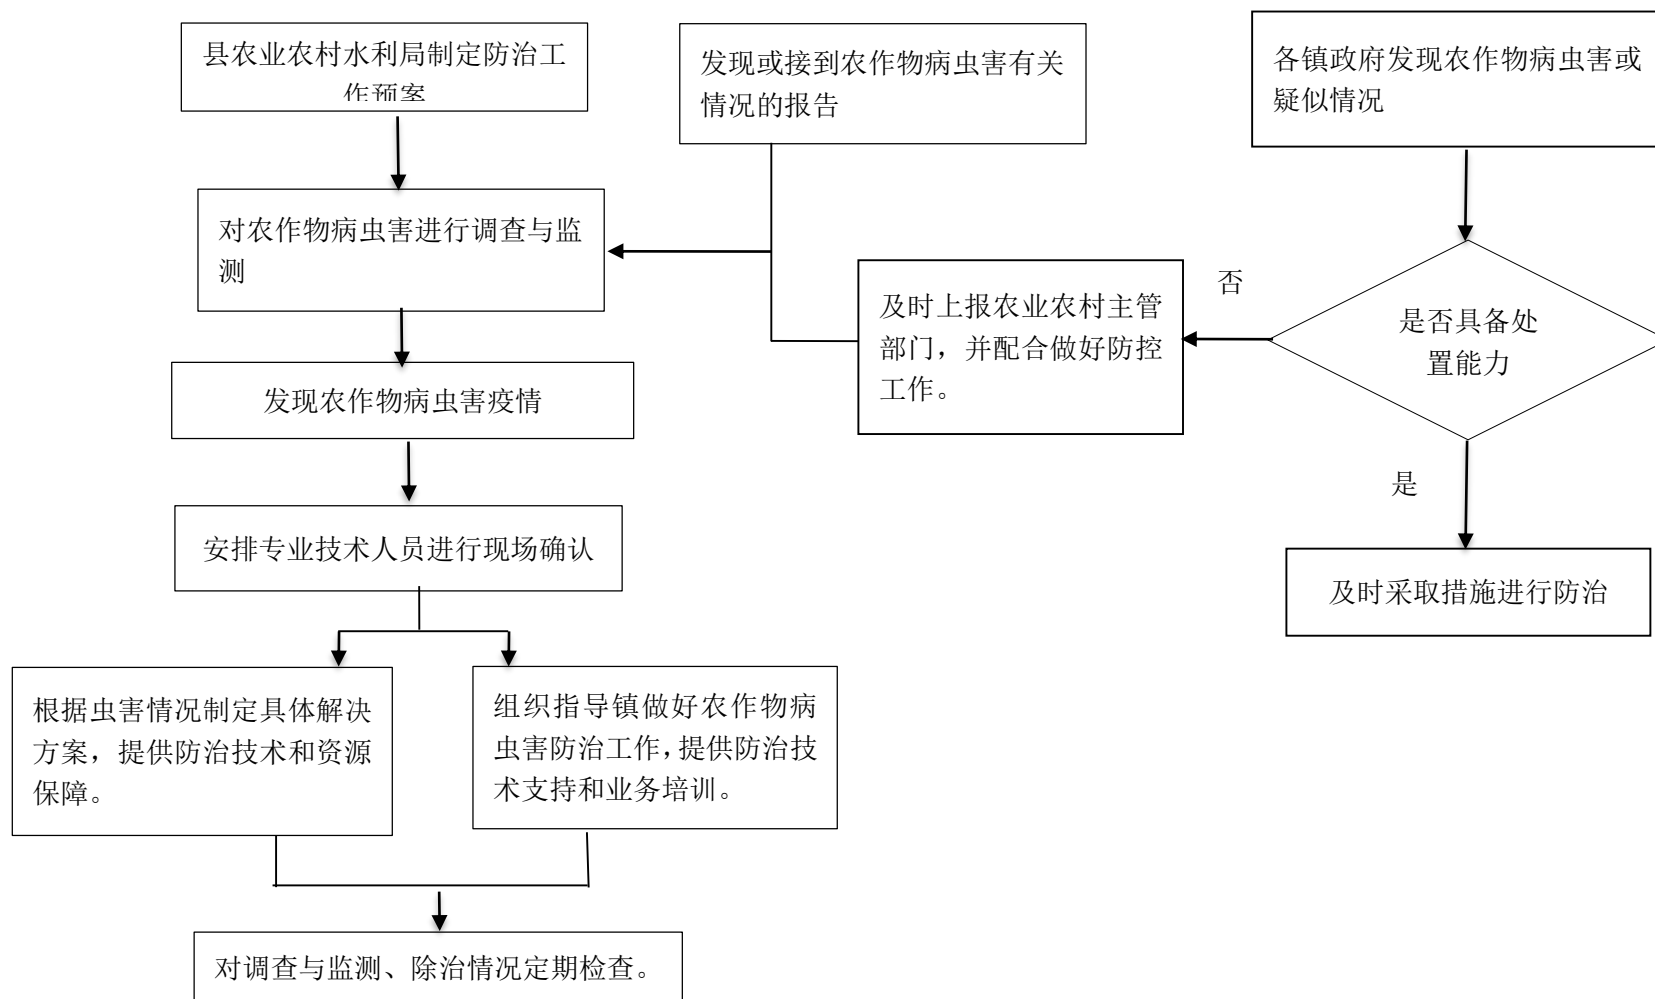 县农业农村水利局制定防治工
作预案
发现或接到农作物病虫害有关
情况的报告
各镇政府发现农作物病虫害或
疑似情况
对农作物病虫害进行调查与监
测
否
及时上报农业农村主管
部门，并配合做好防控
工作。
是否具备处
置能力
发现农作物病虫害疫情
是
安排专业技术人员进行现场确认
及时采取措施进行防治
根据虫害情况制定具体解决
方案，提供防治技术和资源
保障。
组织指导镇做好农作物病
虫害防治工作，提供防治技
术支持和业务培训。
对调查与监测、除治情况定期检查。